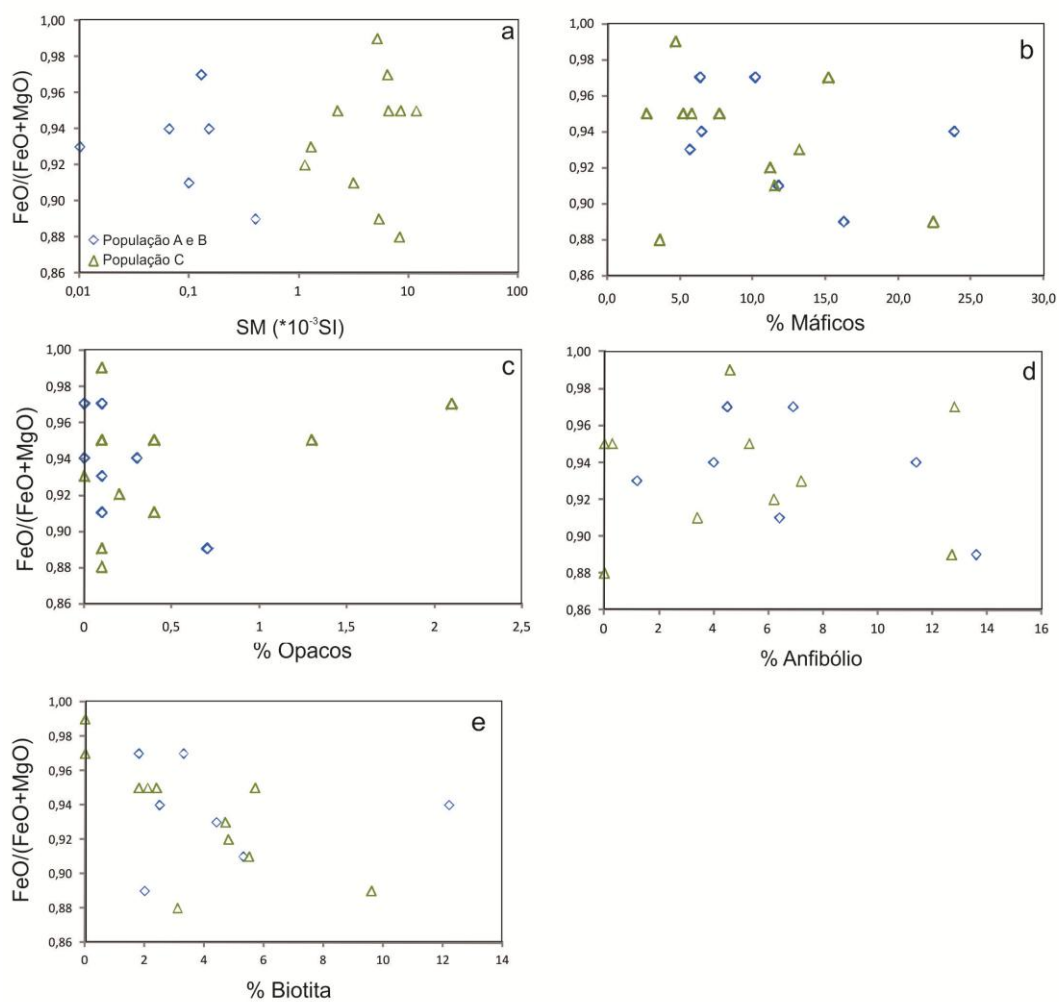 a
1,00
0,98
0,96
0,94
0,92
0,90
0,88
0,86
FeO/(FeO+MgO)
População A e B
População C
0,01 0,1 1 10 100
SM (*10⁻³SI)
b
1,00
0,98
0,96
0,94
0,92
0,90
0,88
0,86
0,0 5,0 10,0 15,0 20,0 25,0 30,0
% Máficos
c
1,00
0,98
0,96
0,94
0,92
0,90
0,88
0,86
FeO/(FeO+MgO)
0 0,5 1 1,5 2 2,5
% Opacos
d
1,00
0,98
0,96
0,94
0,92
0,90
0,88
0,86
0 2 4 6 8 10 12 14 16
% Anfibólio
e
1,00
0,98
0,96
0,94
0,92
0,90
0,88
0,86
FeO/(FeO+MgO)
0 2 4 6 8 10 12 14
% Biotita